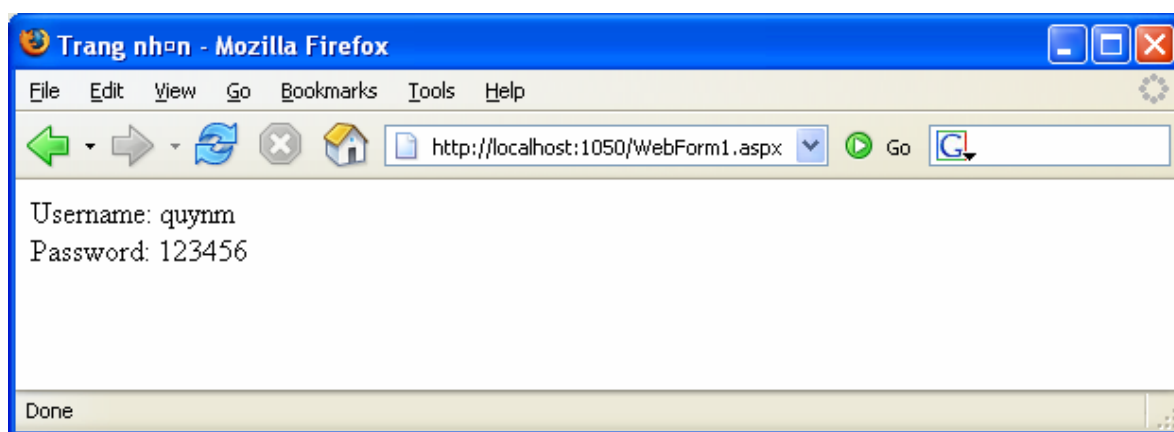 Trang nh¤n - Mozilla Firefox
File Edit View Go Bookmarks Tools Help
http://localhost:1050/WebForm1.aspx Go G
Username: quynm
Password: 123456
Done